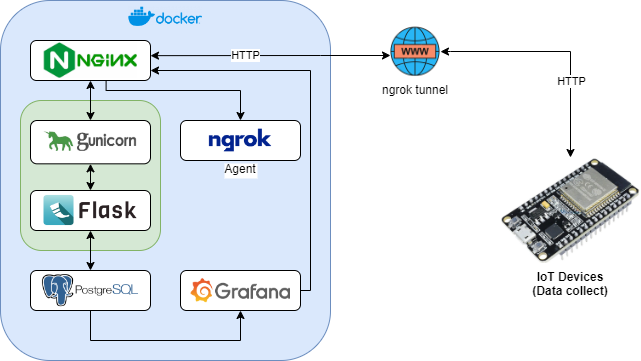 docker
NGINX
HTTP
WWW
ngrok tunnel
HTTP
gunicorn
ngrok
Agent
Flask
PostgreSQL
Grafana
IoT Devices
(Data collect)